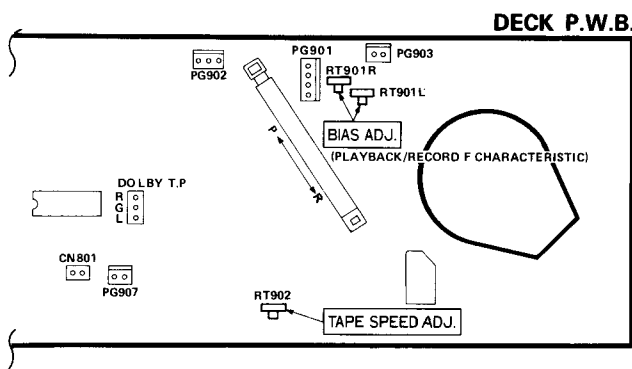 DECK P.W.B.
PG901
PG903
PG902
RT901R
RT901L
BIAS ADJ.
(PLAYBACK/RECORD F CHARACTERISTIC)
P
R
DOLBY T.P
R
G
L
CN801
PG907
RT902
TAPE SPEED ADJ.